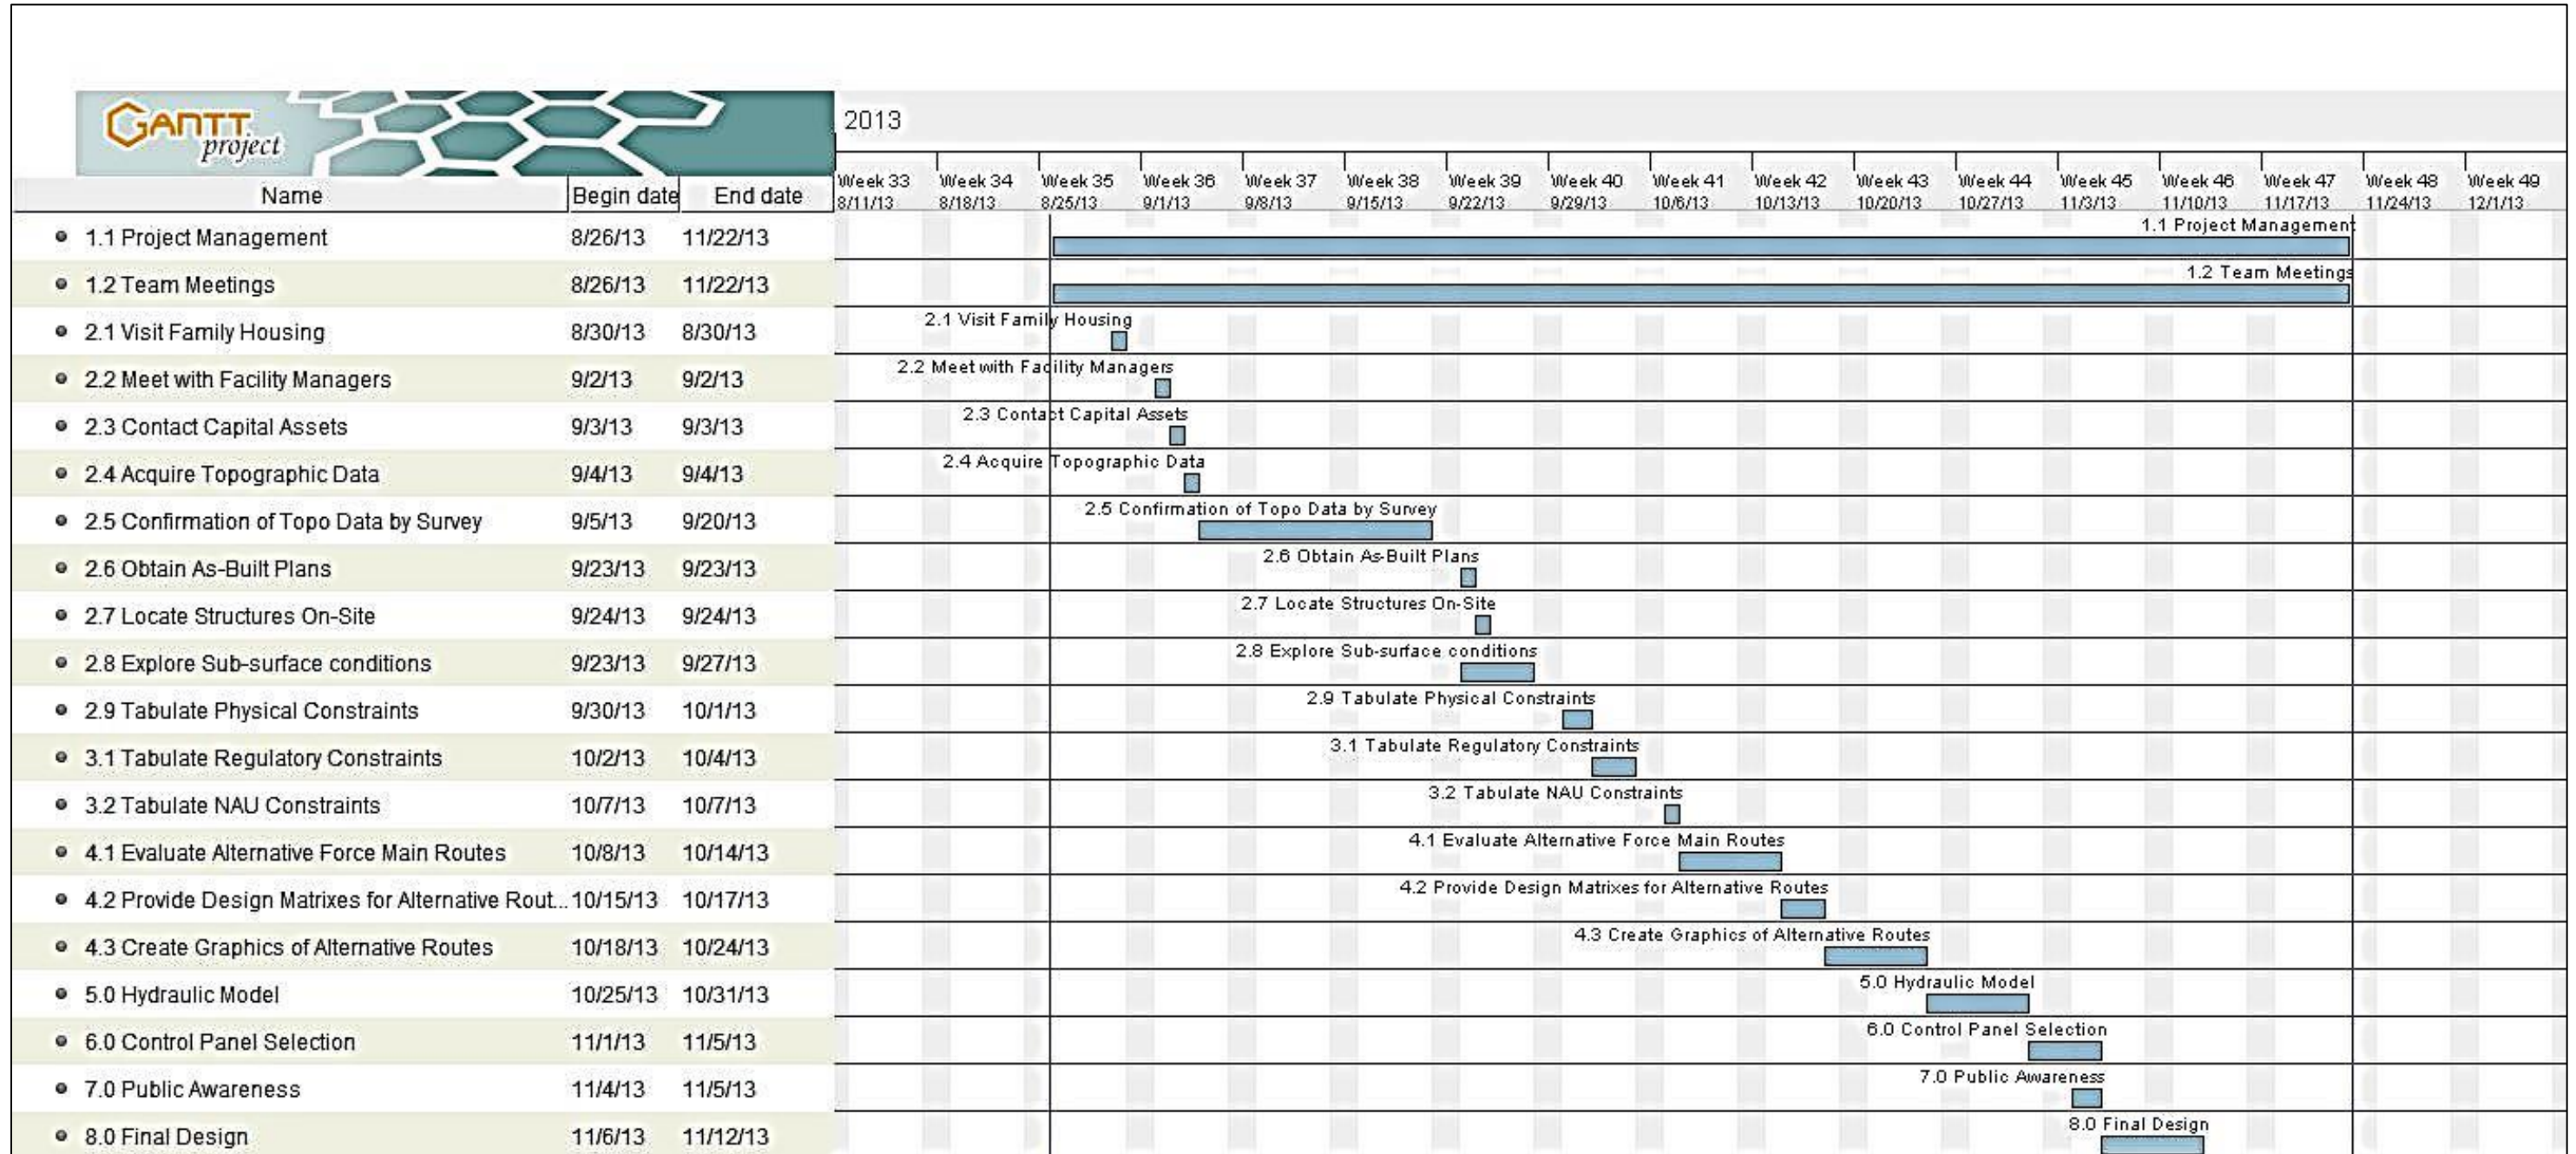 GANTT
project
2013
Week 33 Week 34 Week 35 Week 36 Week 37 Week 38 Week 39 Week 40 Week 41 Week 42 Week 43 Week 44 Week 45 Week 46 Week 47 Week 48 Week 49
Name Begin date End date 8/11/13 8/18/13 8/25/13 9/1/13 9/8/13 9/15/13 9/22/13 9/29/13 10/6/13 10/13/13 10/20/13 10/27/13 11/3/13 11/10/13 11/17/13 11/24/13 12/1/13
1.1 Project Management 8/26/13 11/22/13 1.1 Project Management
1.2 Team Meetings 8/26/13 11/22/13 1.2 Team Meetings
2.1 Visit Family Housing 8/30/13 8/30/13 2.1 Visit Family Housing
2.2 Meet with Facility Managers 9/2/13 9/2/13 2.2 Meet with Facility Managers
2.3 Contact Capital Assets 9/3/13 9/3/13 2.3 Contact Capital Assets
2.4 Acquire Topographic Data 9/4/13 9/4/13 2.4 Acquire Topographic Data
2.5 Confirmation of Topo Data by Survey 9/5/13 9/20/13 2.5 Confirmation of Topo Data by Survey
2.6 Obtain As-Built Plans 9/23/13 9/23/13 2.6 Obtain As-Built Plans
2.7 Locate Structures On-Site 9/24/13 9/24/13 2.7 Locate Structures On-Site
2.8 Explore Sub-surface conditions 9/23/13 9/27/13 2.8 Explore Sub-surface conditions
2.9 Tabulate Physical Constraints 9/30/13 10/1/13 2.9 Tabulate Physical Constraints
3.1 Tabulate Regulatory Constraints 10/2/13 10/4/13 3.1 Tabulate Regulatory Constraints
3.2 Tabulate NAU Constraints 10/7/13 10/7/13 3.2 Tabulate NAU Constraints
4.1 Evaluate Alternative Force Main Routes 10/8/13 10/14/13 4.1 Evaluate Alternative Force Main Routes
4.2 Provide Design Matrixes for Alternative Rout... 10/15/13 10/17/13 4.2 Provide Design Matrixes for Alternative Routes
4.3 Create Graphics of Alternative Routes 10/18/13 10/24/13 4.3 Create Graphics of Alternative Routes
5.0 Hydraulic Model 10/25/13 10/31/13 5.0 Hydraulic Model
6.0 Control Panel Selection 11/1/13 11/5/13 6.0 Control Panel Selection
7.0 Public Awareness 11/4/13 11/5/13 7.0 Public Awareness
8.0 Final Design 11/6/13 11/12/13 8.0 Final Design